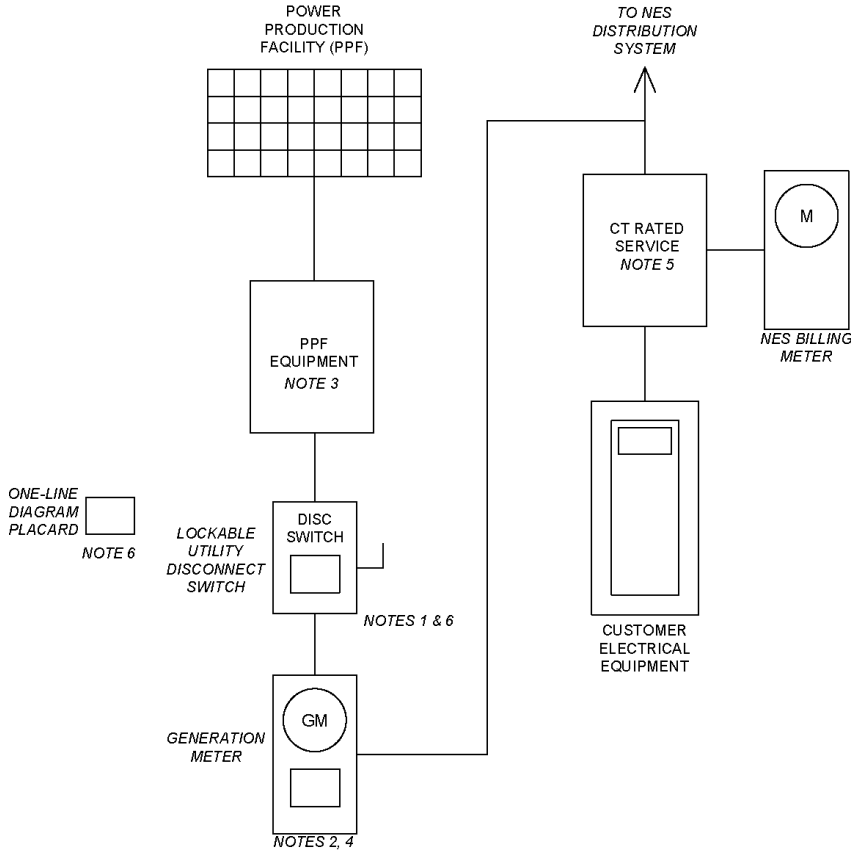 POWER
PRODUCTION
FACILITY (PPF)
TO NES
DISTRIBUTION
SYSTEM
CT RATED
SERVICE
NOTE 5
M
NES BILLING
METER
PPF
EQUIPMENT
NOTE 3
ONE-LINE
DIAGRAM
PLACARD
NOTE 6
LOCKABLE
UTILITY
DISCONNECT
SWITCH
DISC
SWITCH
NOTES 1 & 6
CUSTOMER
ELECTRICAL
EQUIPMENT
GENERATION
METER
GM
NOTES 2, 4